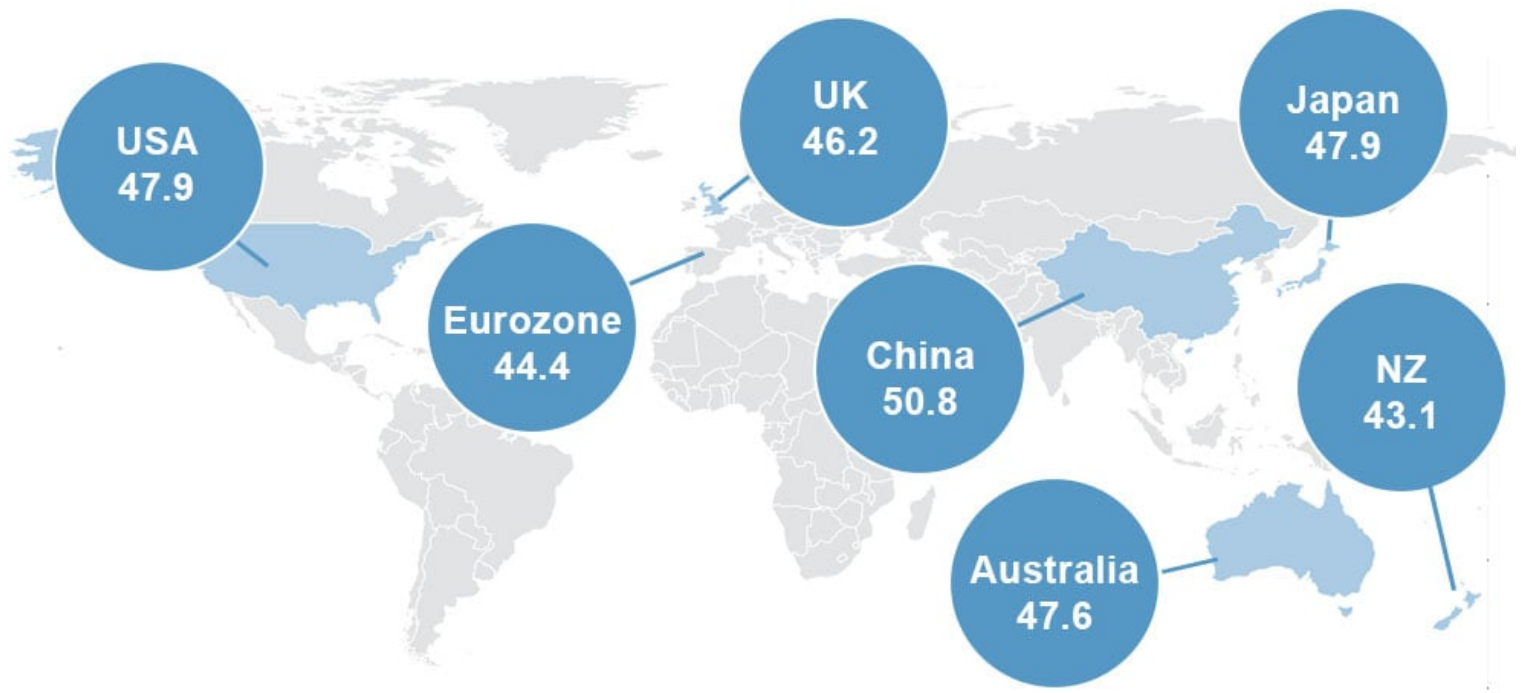 USA
47.9
UK
46.2
Japan
47.9
Eurozone
44.4
China
50.8
NZ
43.1
Australia
47.6